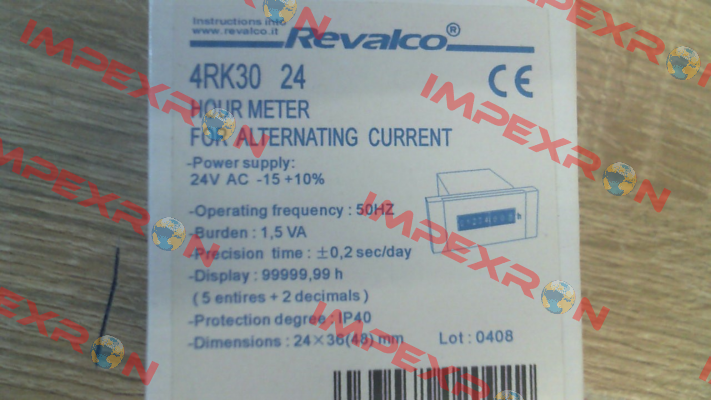 Instructions into
www.revalco.it
Revalco®
4RK30 24
CE
HOUR METER
FOR ALTERNATING CURRENT
-Power supply:
24V AC -15 +10%
-Operating frequency : 50HZ
-Burden : 1,5 VA
-Precision time : ±0,2 sec/day
-Display : 99999,99 h
( 5 entires + 2 decimals )
-Protection degree : IP40
-Dimensions : 24×36(48) mm
Lot : 0408
h
IMPEXRON
IMPEXRON
IMPEXRON
IMPEXRON
IMPEXRON